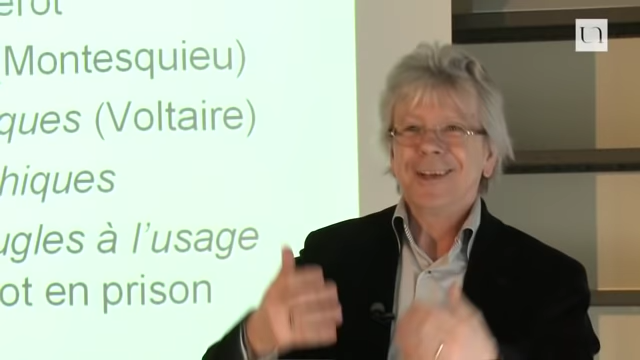 erot
(Montesquieu)
ques (Voltaire)
hiques
ugles à l'usage
ot en prison